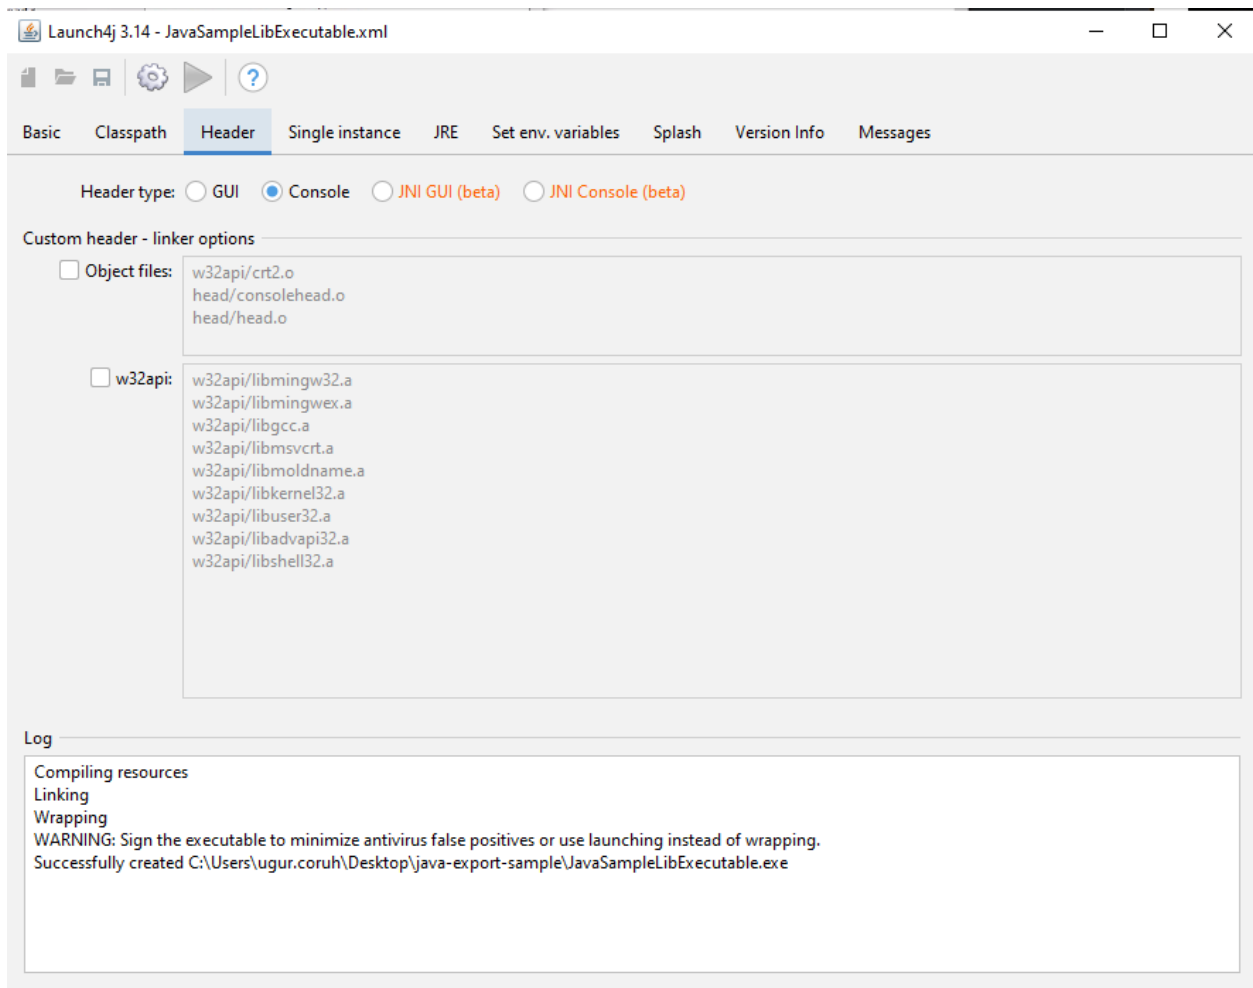 Launch4j 3.14 - JavaSampleLibExecutable.xml
?
Basic Classpath Header Single instance JRE Set env. variables Splash Version Info Messages
Header type: GUI Console JNI GUI (beta) JNI Console (beta)
Custom header - linker options
Object files: w32api/crt2.o
head/consolehead.o
head/head.o
w32api: w32api/libmingw32.a
w32api/libmingwex.a
w32api/libgcc.a
w32api/libmsvcrt.a
w32api/libmoldname.a
w32api/libkernel32.a
w32api/libuser32.a
w32api/libadvapi32.a
w32api/libshell32.a
Log
Compiling resources
Linking
Wrapping
WARNING: Sign the executable to minimize antivirus false positives or use launching instead of wrapping.
Successfully created C:\Users\ugur.coruh\Desktop\java-export-sample\JavaSampleLibExecutable.exe